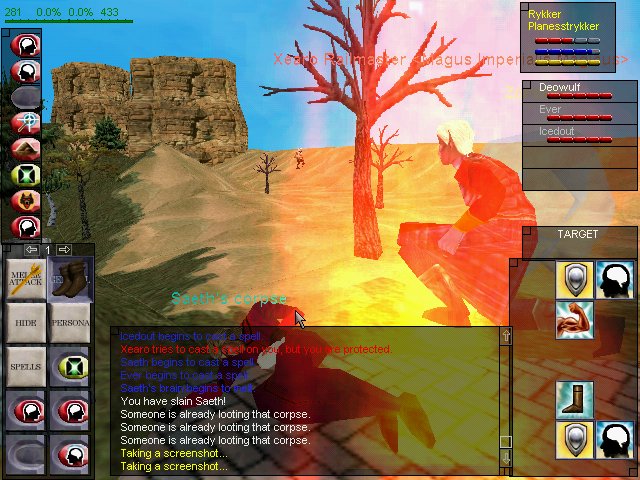 281 0.0% 0.0% 433
Rykker
Planesstrykker
Xearo
Magus
Deowulf
Ever
Icedout
1
TARGET
MELEE
ATTACK
HIDE
PERSONA
SPELLS
Saeth's corpse
Icedout begins to cast a spell.
Xearo tries to cast a spell on you, but you are protected.
Saeth begins to cast a spell.
Ever begins to cast a spell.
Saeth's brain begins to melt.
You have slain Saeth!
Someone is already looting that corpse.
Someone is already looting that corpse.
Someone is already looting that corpse.
Taking a screenshot...
Taking a screenshot...